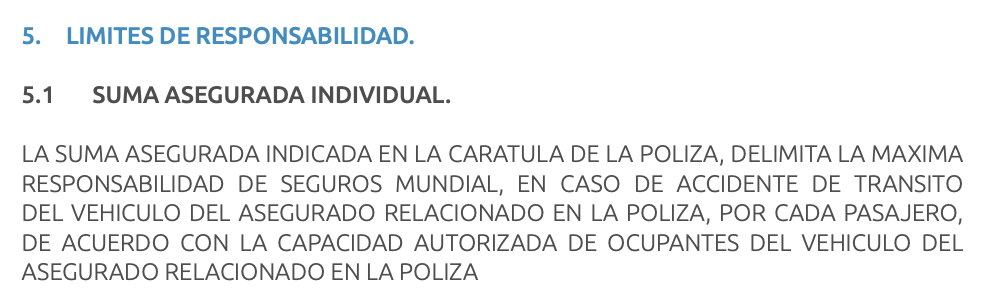 5. LIMITES DE RESPONSABILIDAD.
5.1 SUMA ASEGURADA INDIVIDUAL.
LA SUMA ASEGURADA INDICADA EN LA CARATULA DE LA POLIZA, DELIMITA LA MAXIMA
RESPONSABILIDAD DE SEGUROS MUNDIAL, EN CASO DE ACCIDENTE DE TRANSITO
DEL VEHICULO DEL ASEGURADO RELACIONADO EN LA POLIZA, POR CADA PASAJERO,
DE ACUERDO CON LA CAPACIDAD AUTORIZADA DE OCUPANTES DEL VEHICULO DEL
ASEGURADO RELACIONADO EN LA POLIZA